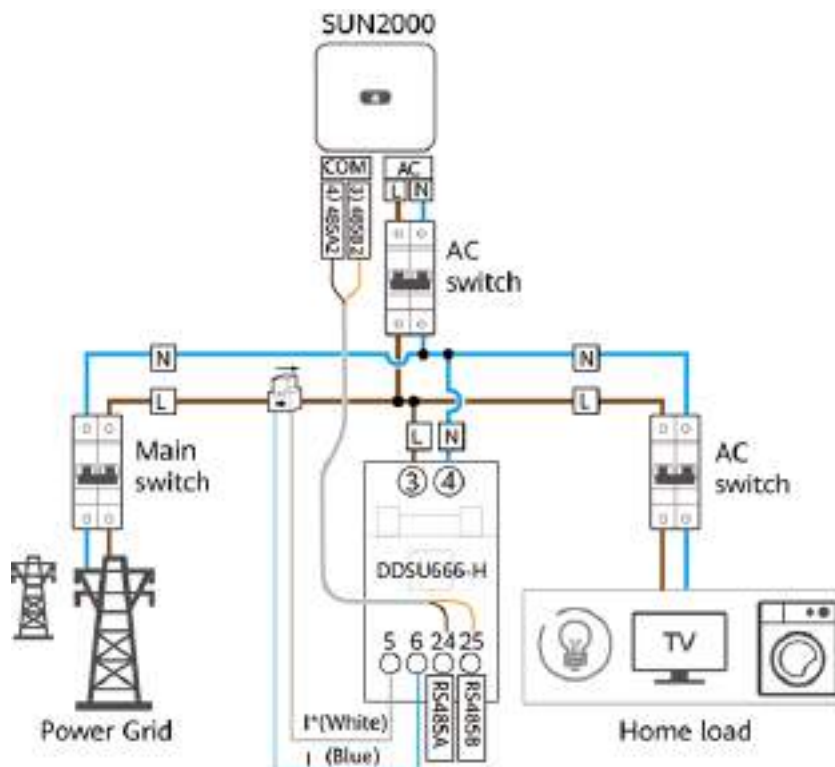 SUN2000
COM
AC
4) 485A2
3) 485B2
L
N
AC
switch
N
N
L
L
Main
switch
L
N
AC
switch
3
4
DDSU666-H
TV
5
6
24
25
RS485A
RS485B
I*(White)
I (Blue)
Power Grid
Home load